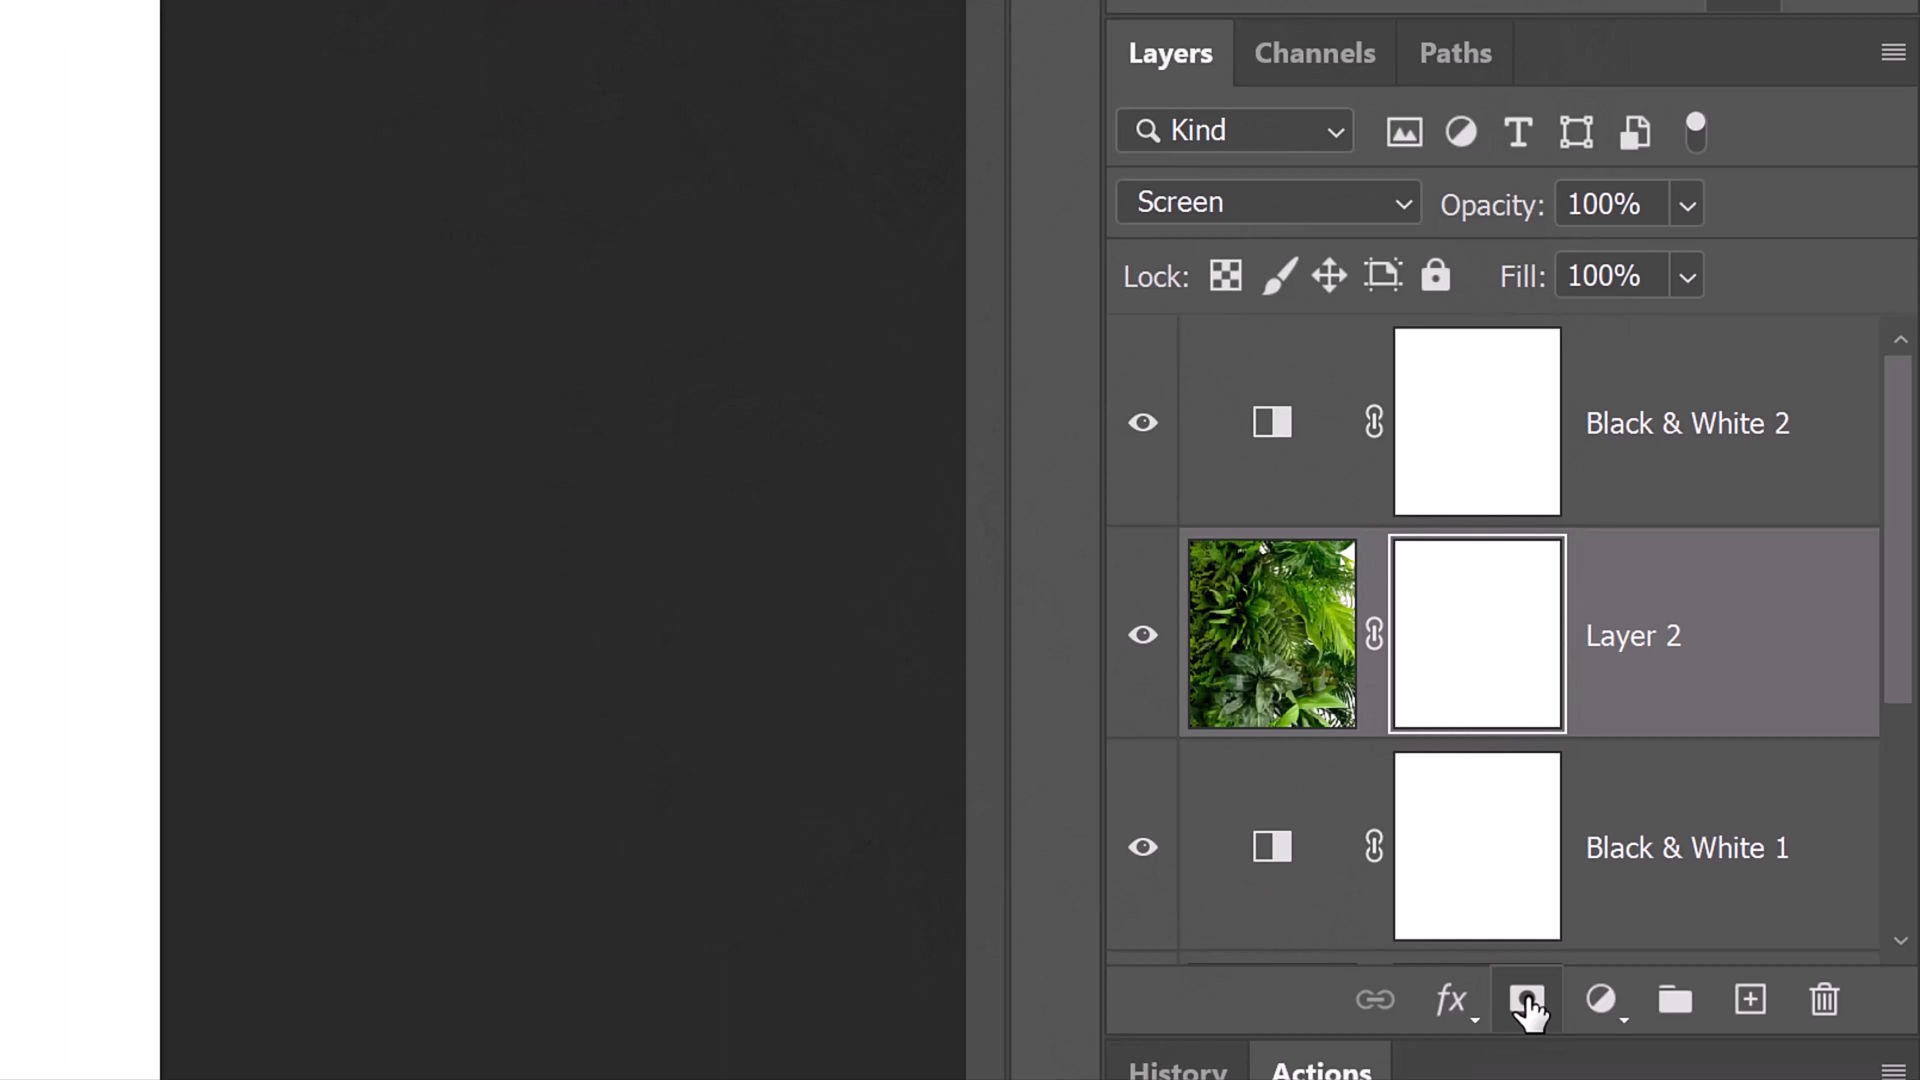 Layers Channels Paths
Kind
Screen Opacity: 100%
Lock: Fill: 100%
Black & White 2
Layer 2
Black & White 1
fx
History Actions